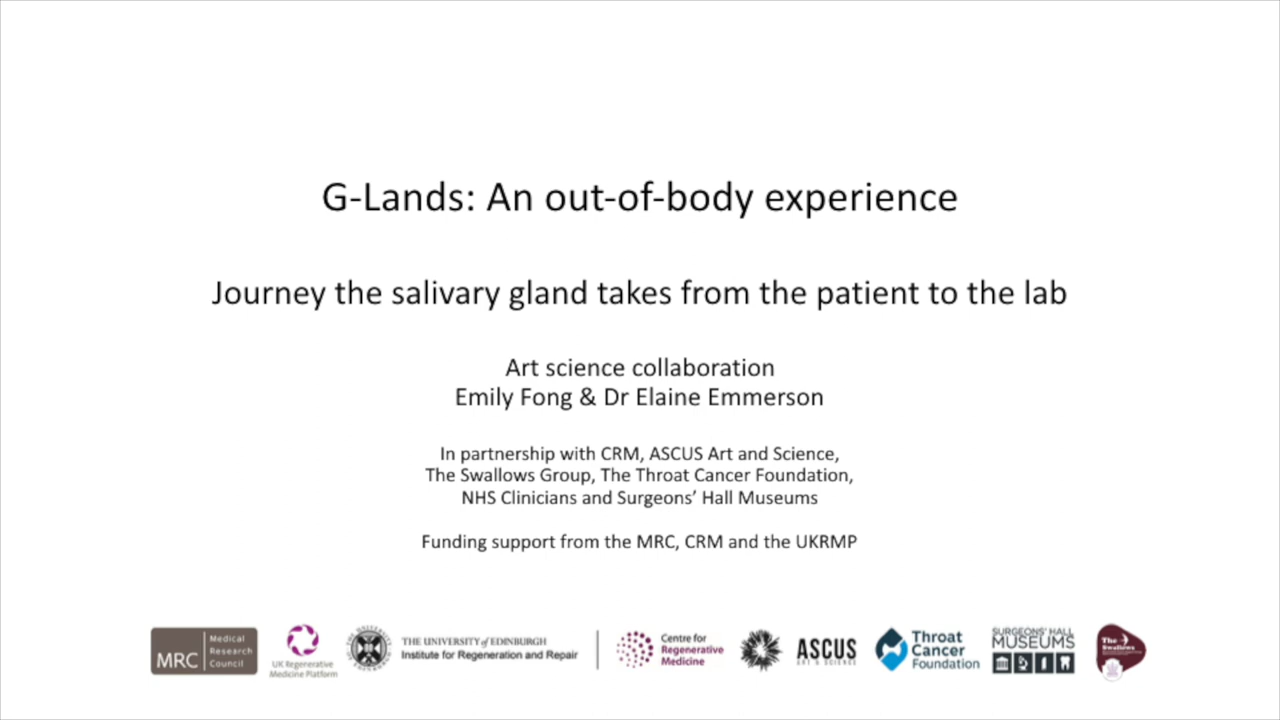 G-Lands: An out-of-body experience
Journey the salivary gland takes from the patient to the lab
Art science collaboration
Emily Fong & Dr Elaine Emmerson
In partnership with CRM, ASCUS Art and Science,
The Swallows Group, The Throat Cancer Foundation,
NHS Clinicians and Surgeons’ Hall Museums
Funding support from the MRC, CRM and the UKRMP
MRC
Medical
Research
Council
UK Regenerative
Medicine Platform
THE UNIVERSITY of EDINBURGH
Institute for Regeneration and Repair
Centre for
Regenerative
Medicine
ASCUS
ART & SCIENCE
Throat
Cancer
Foundation
SURGEONS' HALL
MUSEUMS
The
Swallows